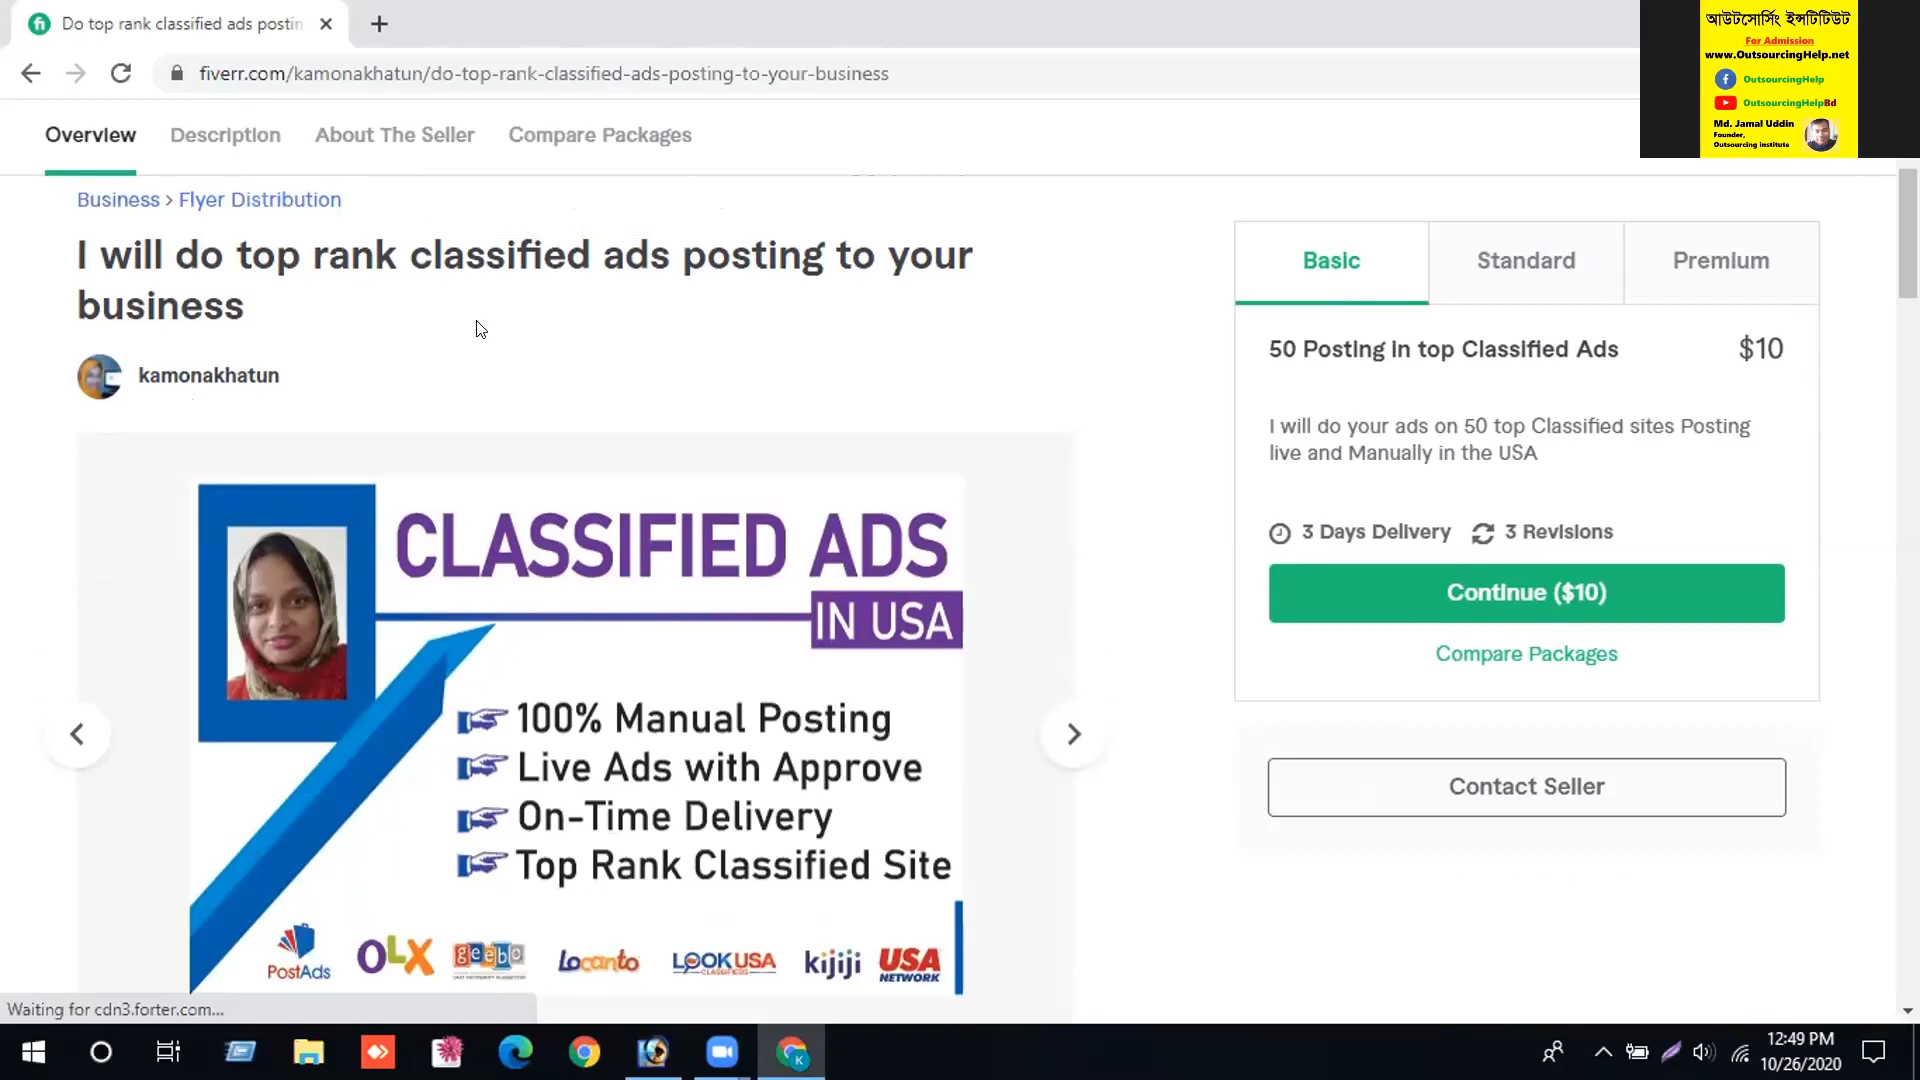 Do top rank classified ads postin
fiverr.com/kamonakhatun/do-top-rank-classified-ads-posting-to-your-business
আউটসোর্সিং ইন্সটিটিউট
For Admission
www.OutsourcingHelp.net
OutsourcingHelp
OutsourcingHelpBd
Md. Jamal Uddin
Founder,
Outsourcing institute
Overview
Description
About The Seller
Compare Packages
Business > Flyer Distribution
I will do top rank classified ads posting to your
business
kamonakhatun
CLASSIFIED ADS
IN USA
100% Manual Posting
Live Ads with Approve
On-Time Delivery
Top Rank Classified Site
PostAds
OLX
geebo
Locanto
LOOKUSA
CLASSIFIEDS
kijiji
USA
NETWORK
Basic
Standard
Premium
50 Posting in top Classified Ads
$10
I will do your ads on 50 top Classified sites Posting
live and Manually in the USA
3 Days Delivery
3 Revisions
Continue ($10)
Compare Packages
Contact Seller
Waiting for cdn3.forter.com...
12:49 PM
10/26/2020